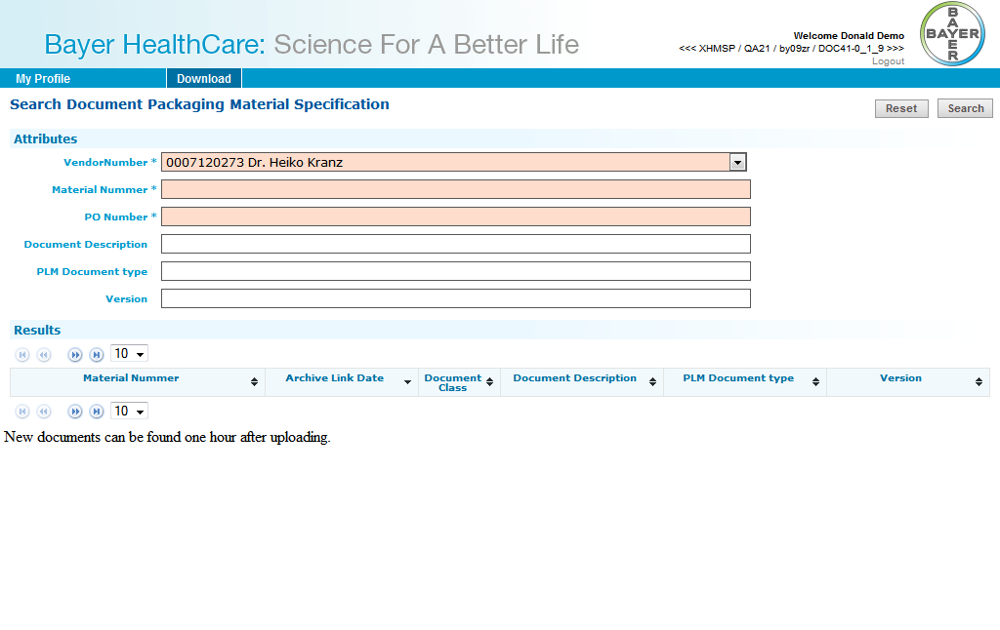 Bayer HealthCare: Science For A Better Life
Welcome Donald Demo
<<< XHMSP / QA21 / by09zr / DOC41-0_1_9 >>>
Logout
BAYER
BAYER
My Profile
Download
Search Document Packaging Material Specification
Reset
Search
Attributes
VendorNumber *
0007120273 Dr. Heiko Kranz
Material Nummer *
PO Number *
Document Description
PLM Document type
Version
Results
10
Material Nummer
Archive Link Date
Document
Class
Document Description
PLM Document type
Version
10
New documents can be found one hour after uploading.